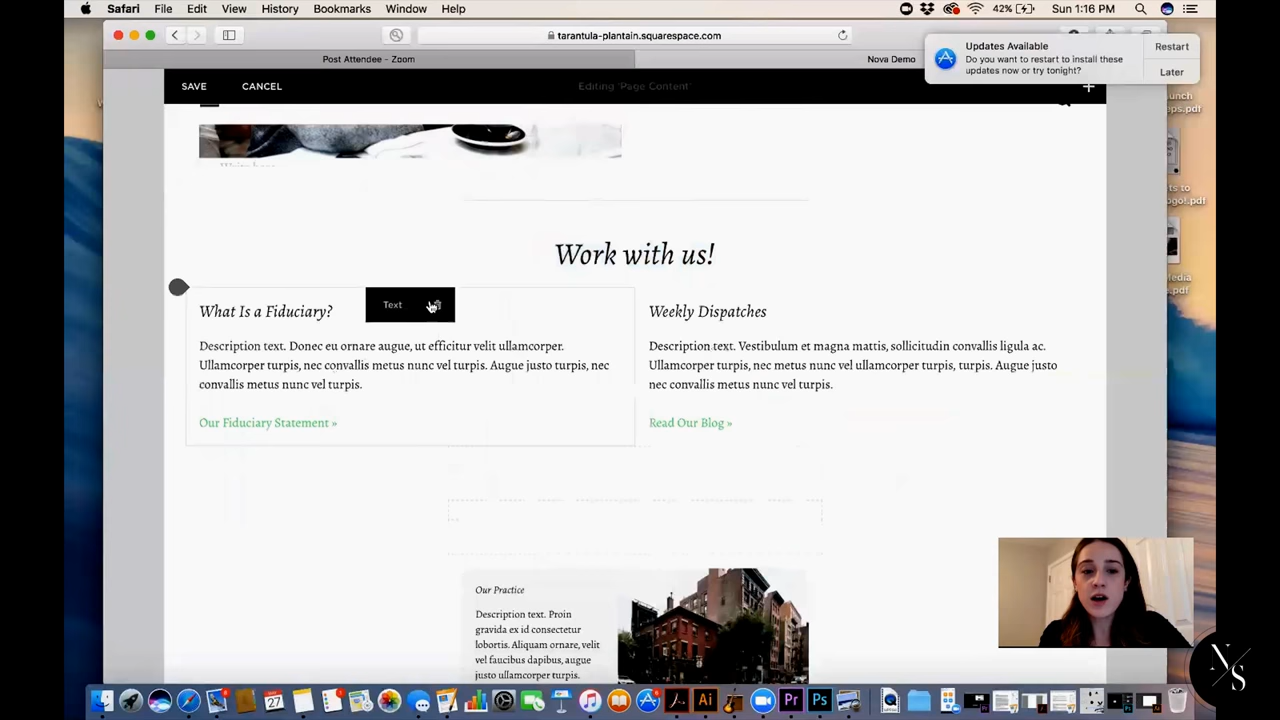 Safari File Edit View History Bookmarks Window Help
42% Sun 1:16 PM
tarantula-plantain.squarespace.com
Post Attendee - Zoom
Nova Demo
Updates Available
Do you want to restart to install these
updates now or try tonight?
Restart
Later
SAVE CANCEL
Editing 'Page Content'
Work with us!
Text
What Is a Fiduciary?
Description text. Donec eu ornare augue, ut efficitur velit ullamcorper.
Ullamcorper turpis, nec convallis metus nunc vel turpis. Augue justo turpis, nec
convallis metus nunc vel turpis.
Our Fiduciary Statement »
Weekly Dispatches
Description text. Vestibulum et magna mattis, sollicitudin convallis ligula ac.
Ullamcorper turpis, nec metus nunc vel ullamcorper turpis, turpis. Augue justo
nec convallis metus nunc vel turpis.
Read Our Blog »
Our Practice
Description text. Proin
gravida ex id consectetur
lobortis. Aliquam ornare, velit
vel faucibus dapibus, augue
justo ullamcorper turpis, nec
27
Ai
Pr
Ps
N S